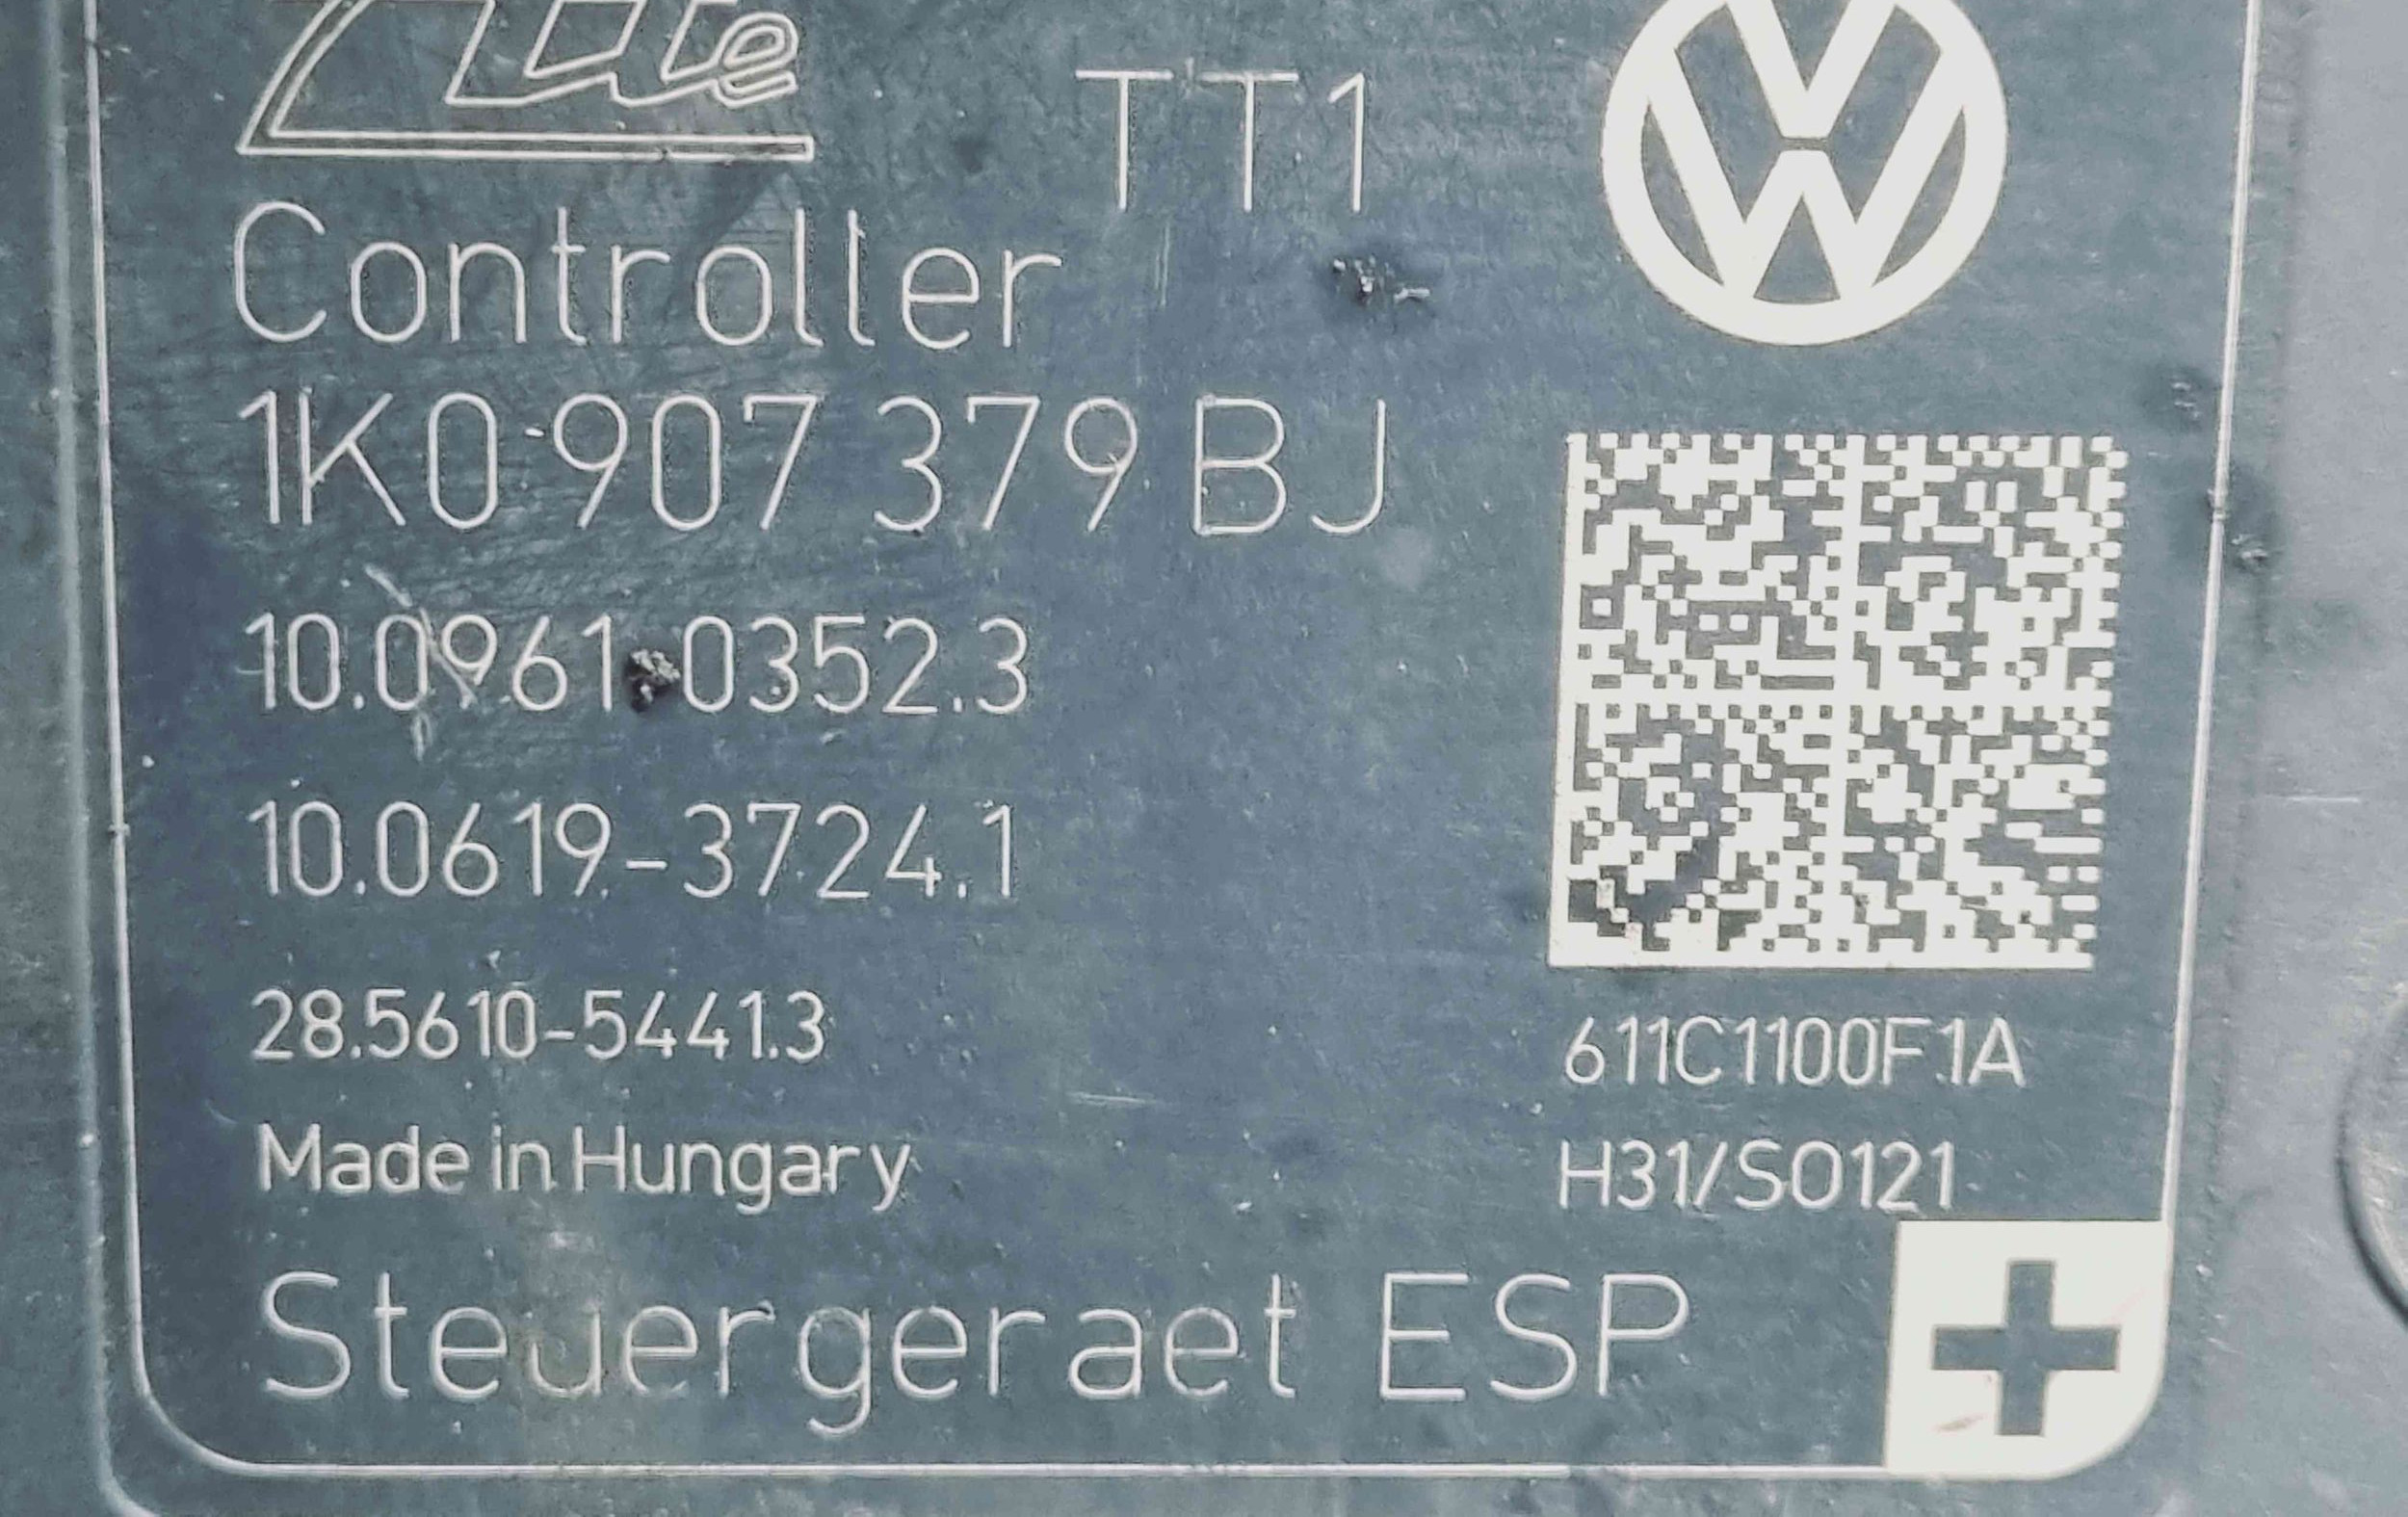 Ate
TT1
Controller
1K0 907 379 BJ
10.0961-0352.3
10.0619-3724.1
28.5610-5441.3
Made in Hungary
611C1100F1A
H31/SO121
Steuergeraet ESP